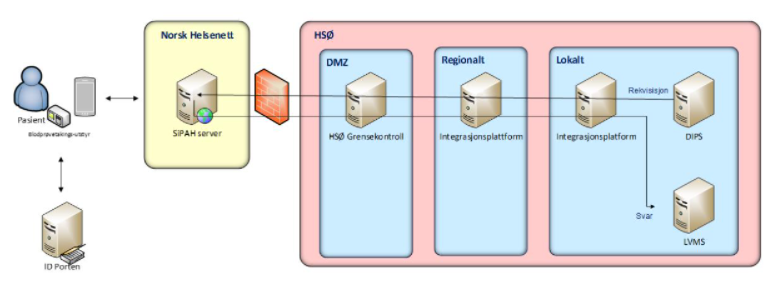 Norsk Helsenett
HSØ
DMZ
Regionalt
Lokalt
Rekvisisjon
Pasient
Blodprøvetakings-utstyr
SiPAH server
HSØ Grensekontroll
Integrasjonsplattform
Integrasjonsplatform
DIPS
Svar
LVMS
ID Porten